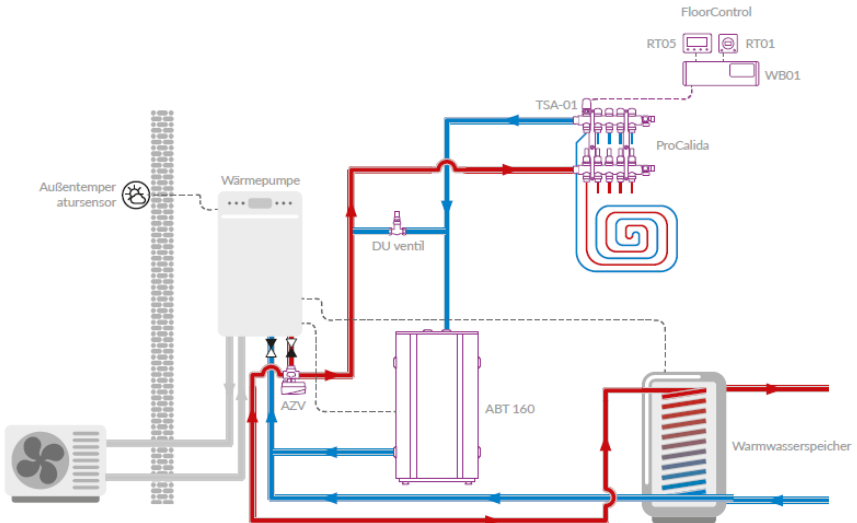 FloorControl
RT05
RT01
WB01
TSA-01
ProCalida
Wärmepumpe
Außentemper
atursensor
DU ventil
AZV
ABT 160
Warmwasserspeicher